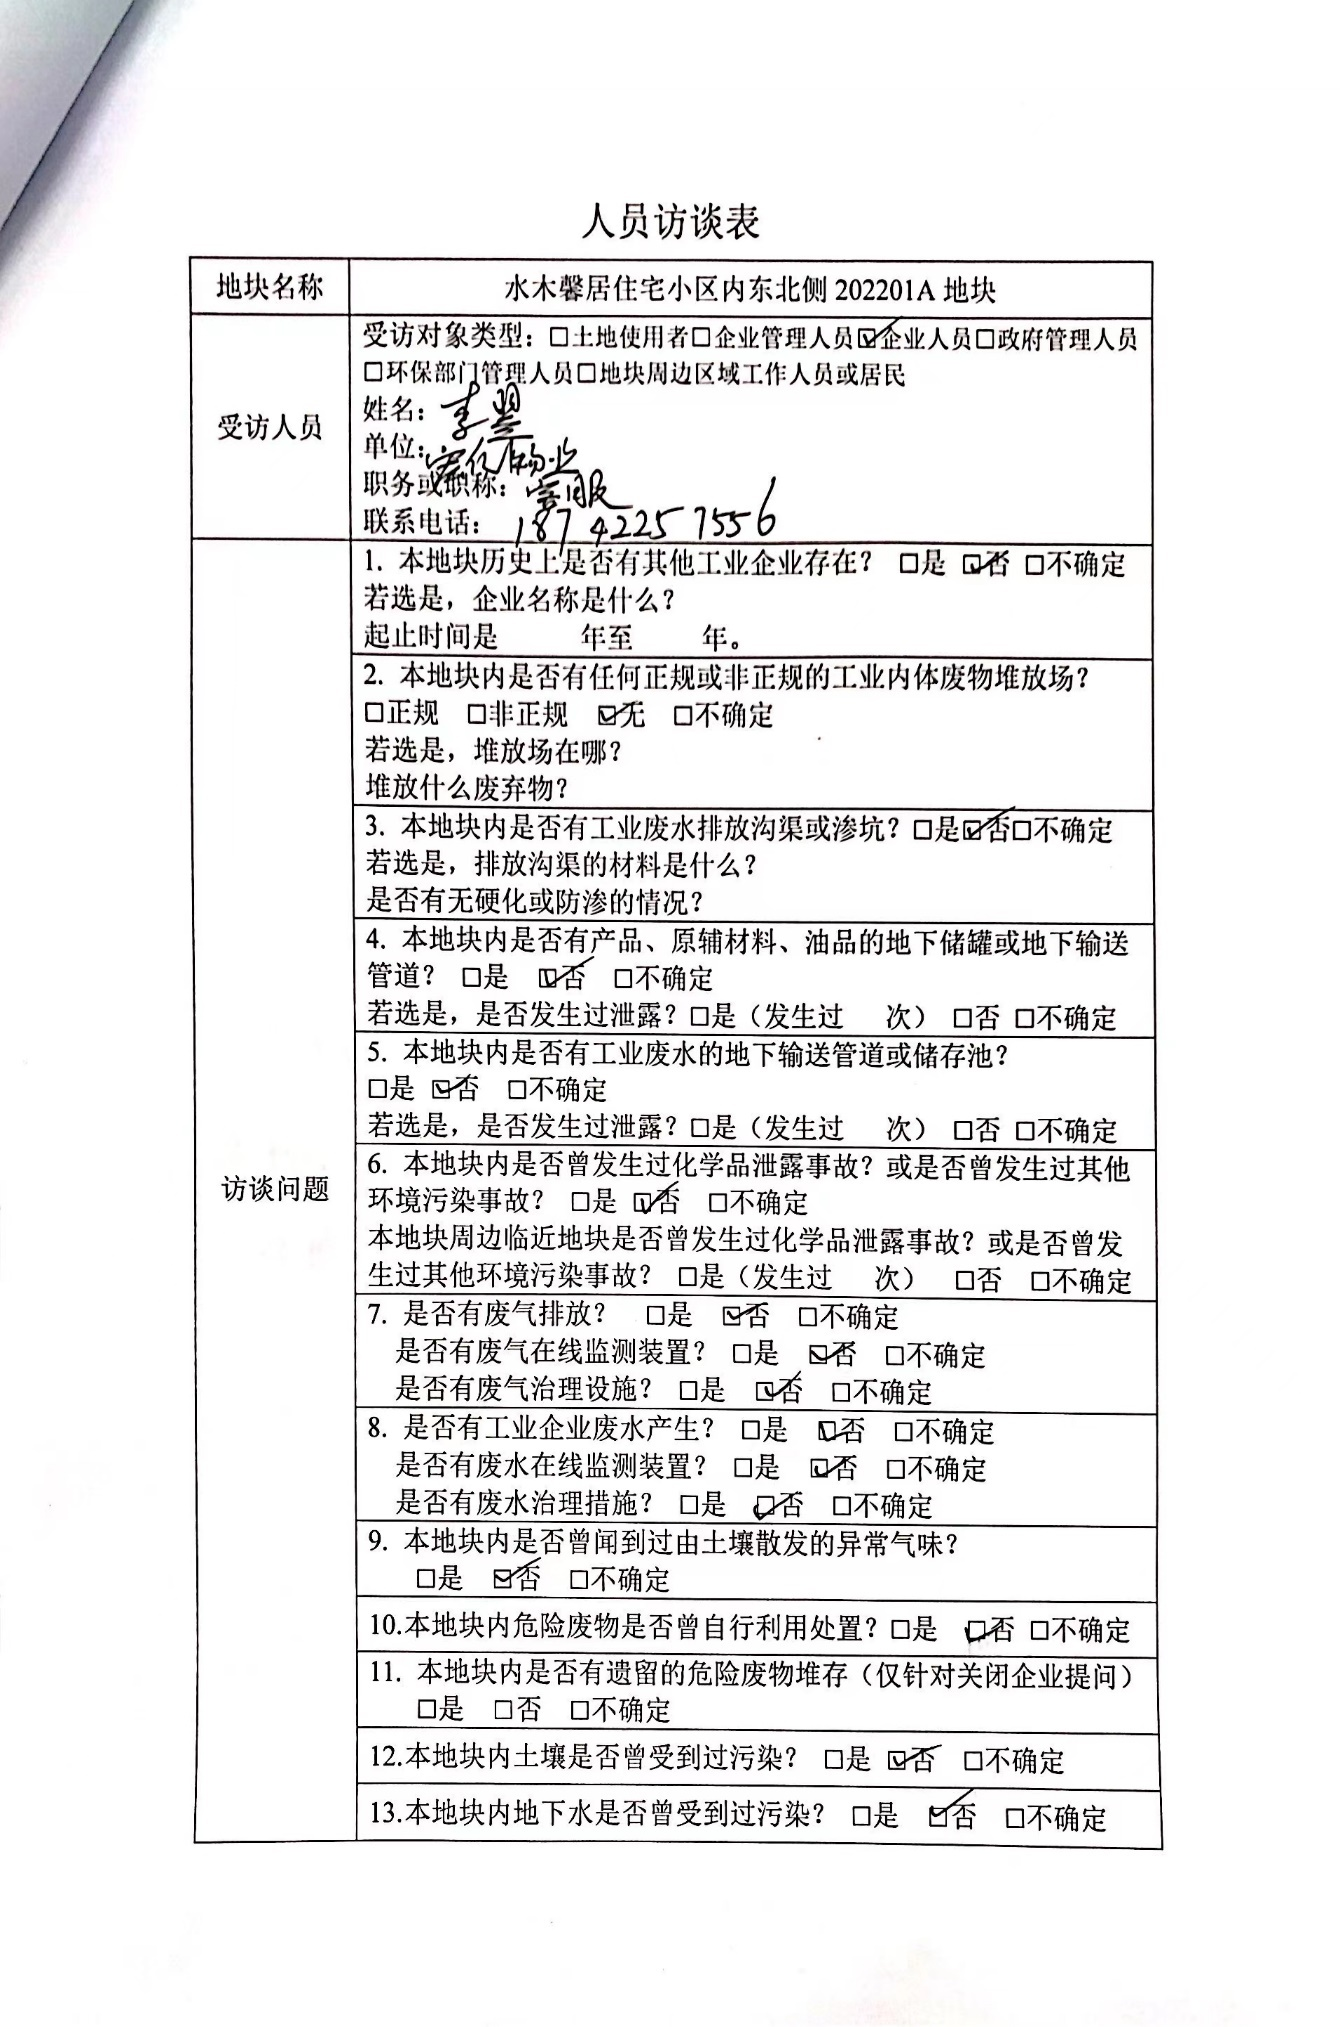 人员访谈表
地块名称
水木馨居住宅小区内东北侧 202201A 地块
受访人员
受访对象类型：□土地使用者□企业管理人员☑企业人员□政府管理人员
□环保部门管理人员□地块周边区域工作人员或居民
姓名：李翠
单位：宏亿物业
职务或职称：客服
联系电话：18742257556
访谈问题
1. 本地块历史上是否有其他工业企业存在？ □是 ☑否 □不确定
若选是，企业名称是什么？
起止时间是 年至 年。
2. 本地块内是否有任何正规或非正规的工业内体废物堆放场？
□正规 □非正规 ☑无 □不确定
若选是，堆放场在哪？
堆放什么废弃物？
3. 本地块内是否有工业废水排放沟渠或渗坑？□是☑否□不确定
若选是，排放沟渠的材料是什么？
是否有无硬化或防渗的情况？
4. 本地块内是否有产品、原辅材料、油品的地下储罐或地下输送
管道？ □是 ☑否 □不确定
若选是，是否发生过泄露？□是（发生过 次） □否 □不确定
5. 本地块内是否有工业废水的地下输送管道或储存池？
□是 ☑否 □不确定
若选是，是否发生过泄露？□是（发生过 次） □否 □不确定
6. 本地块内是否曾发生过化学品泄露事故？或是否曾发生过其他
环境污染事故？ □是 ☑否 □不确定
本地块周边临近地块是否曾发生过化学品泄露事故？或是否曾发
生过其他环境污染事故？ □是（发生过 次） □否 □不确定
7. 是否有废气排放？ □是 ☑否 □不确定
是否有废气在线监测装置？ □是 ☑否 □不确定
是否有废气治理设施？ □是 ☑否 □不确定
8. 是否有工业企业废水产生？ □是 ☑否 □不确定
是否有废水在线监测装置？ □是 ☑否 □不确定
是否有废水治理措施？ □是 ☑否 □不确定
9. 本地块内是否曾闻到过由土壤散发的异常气味？
□是 ☑否 □不确定
10.本地块内危险废物是否曾自行利用处置？□是 ☑否 □不确定
11. 本地块内是否有遗留的危险废物堆存（仅针对关闭企业提问）
□是 □否 □不确定
12.本地块内土壤是否曾受到过污染？ □是 ☑否 □不确定
13.本地块内地下水是否曾受到过污染？ □是 ☑否 □不确定